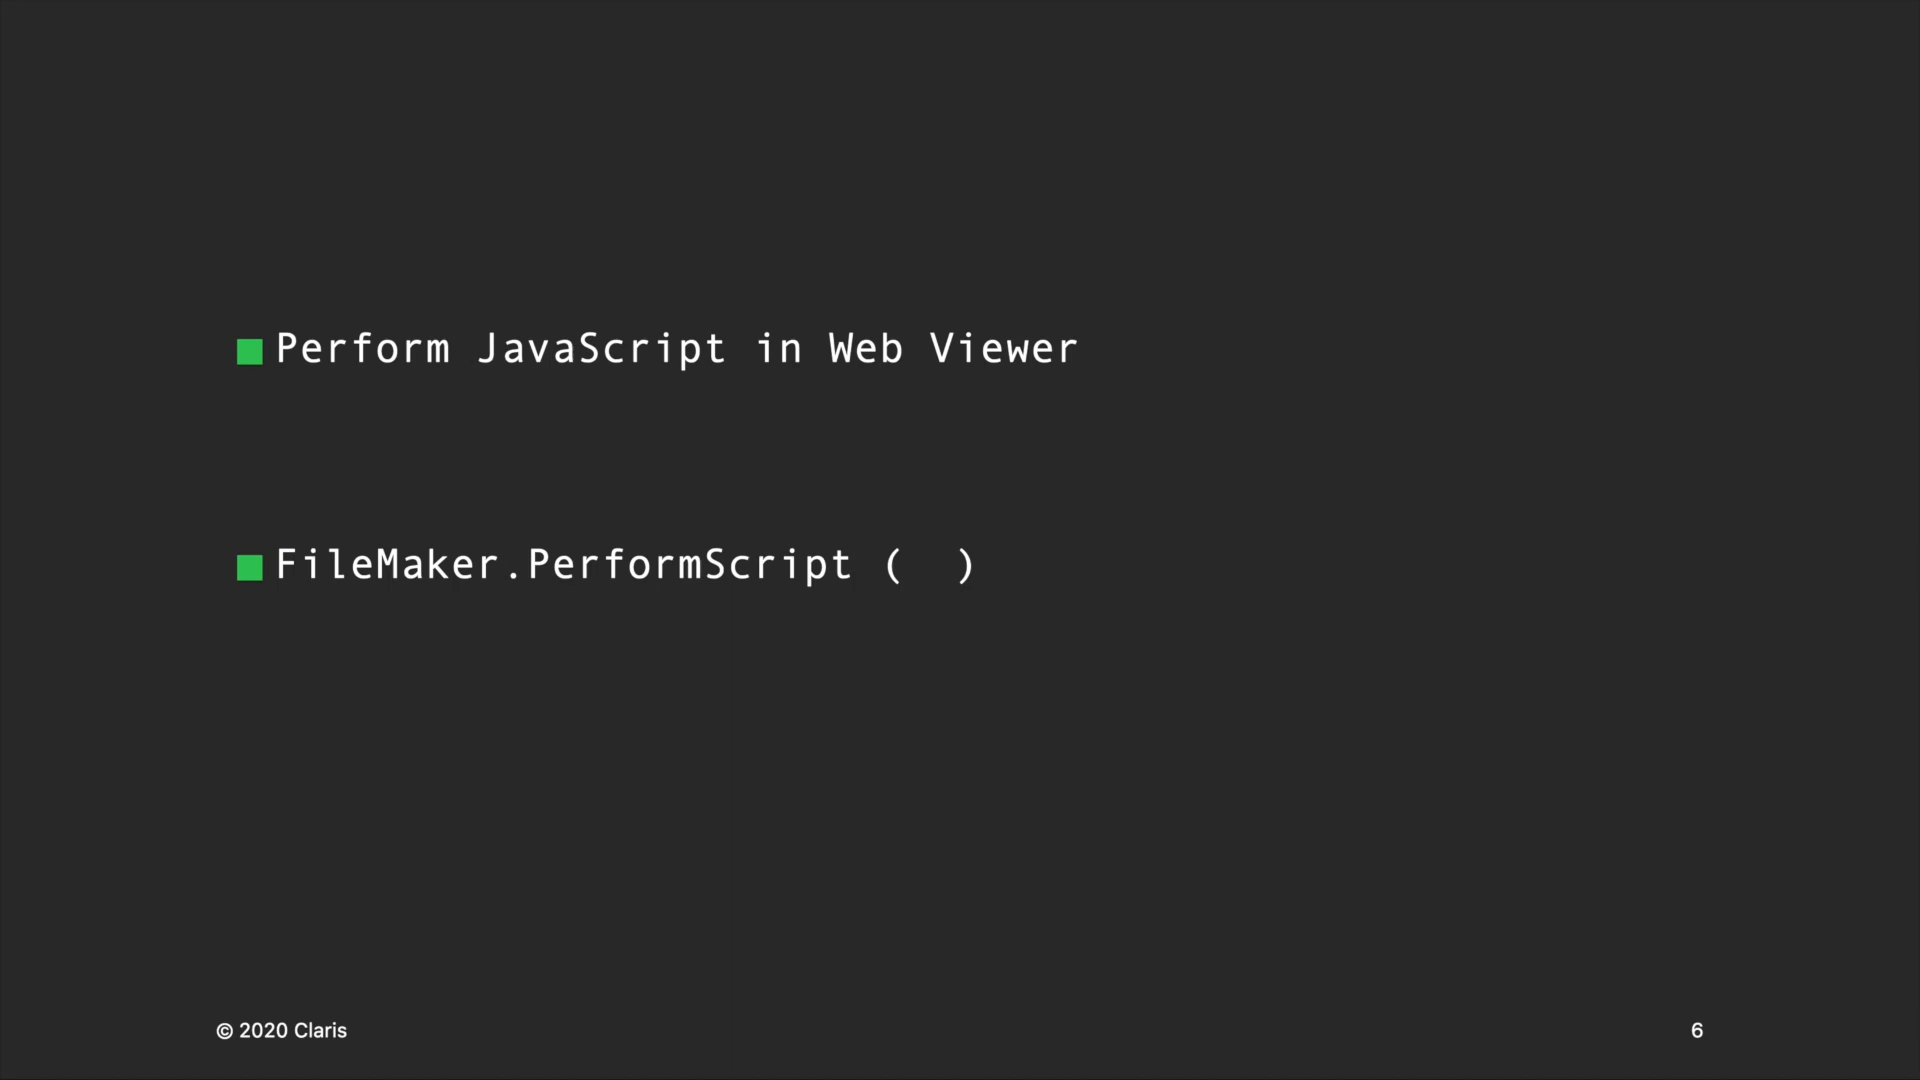 Perform JavaScript in Web Viewer
FileMaker.PerformScript (  )
© 2020 Claris
6